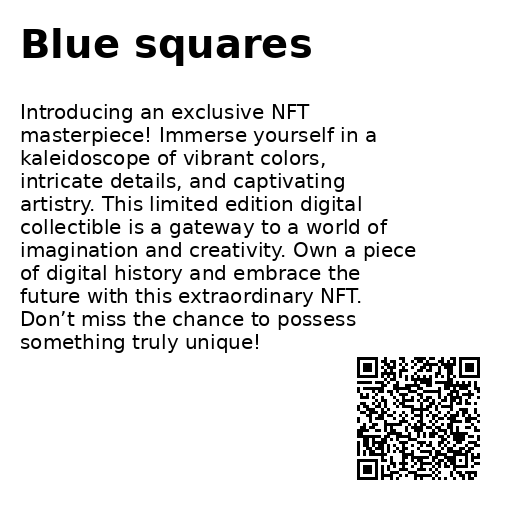 Blue squares
Introducing an exclusive NFT
masterpiece! Immerse yourself in a
kaleidoscope of vibrant colors,
intricate details, and captivating
artistry. This limited edition digital
collectible is a gateway to a world of
imagination and creativity. Own a piece
of digital history and embrace the
future with this extraordinary NFT.
Don’t miss the chance to possess
something truly unique!